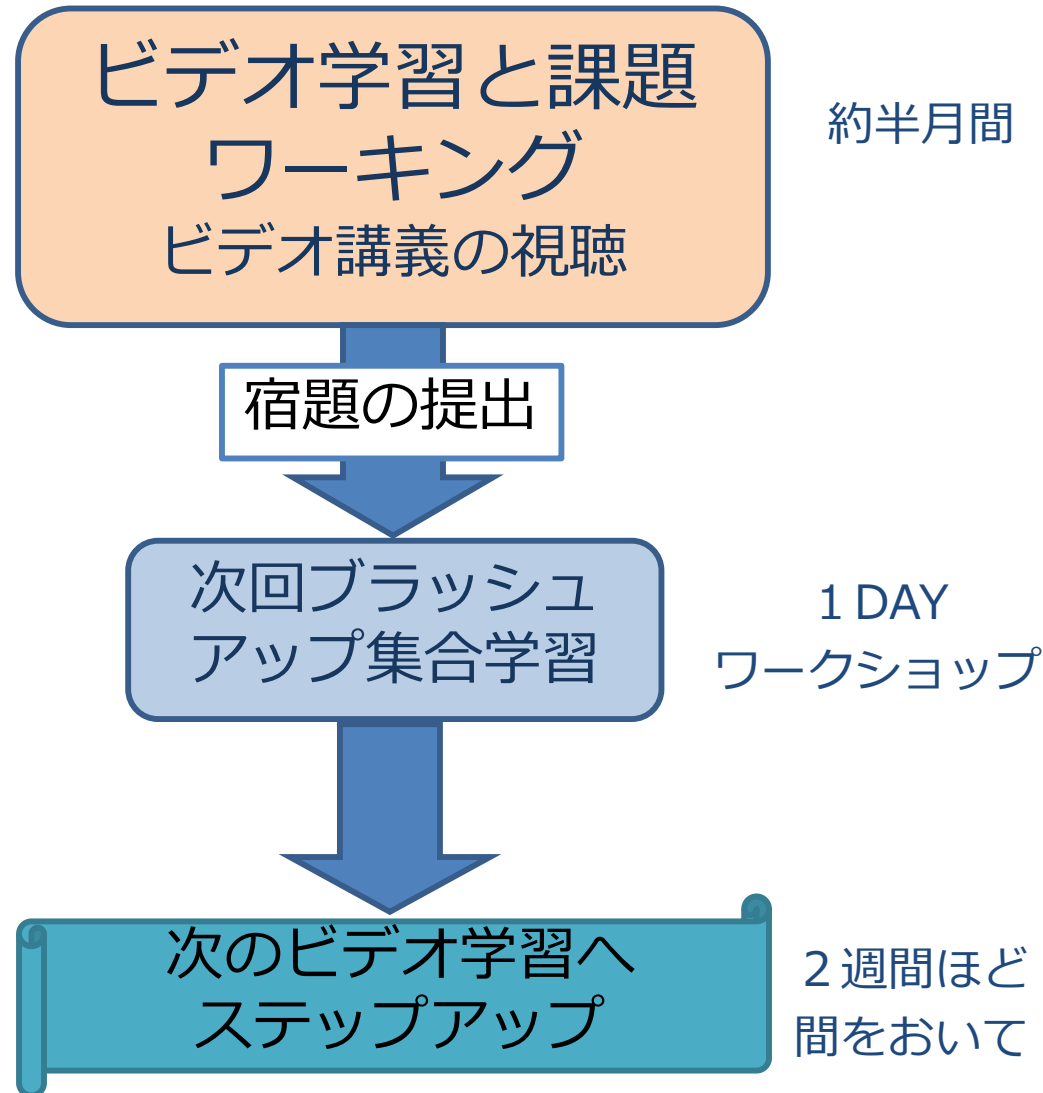 ビデオ学習と課題
ワーキング
ビデオ講義の視聴
約半月間
宿題の提出
次回ブラッシュ
アップ集合学習
１DAY
ワークショップ
次のビデオ学習へ
ステップアップ
２週間ほど
間をおいて